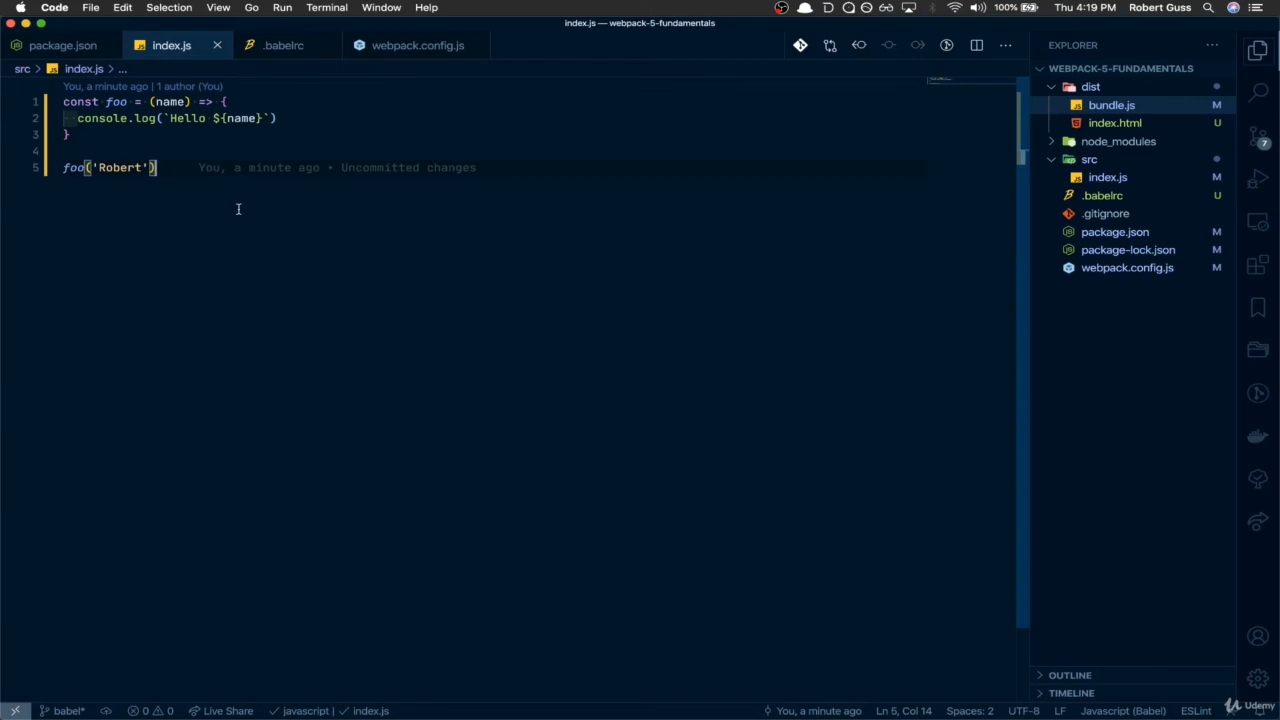 Code File Edit Selection View Go Run Terminal Window Help 100% Thu 4:19 PM Robert Guss
index.js — webpack-5-fundamentals
package.json index.js .babelrc webpack.config.js
src > index.js > ...
You, a minute ago | 1 author (You)
1 const foo = (name) => {
2 console.log(`Hello ${name}`)
3 }
4
5 foo('Robert') You, a minute ago • Uncommitted changes
EXPLORER
WEBPACK-5-FUNDAMENTALS
dist
bundle.js M
index.html U
node_modules
src
index.js M
.babelrc U
.gitignore
package.json M
package-lock.json M
webpack.config.js M
OUTLINE
TIMELINE
7
babel* 0 0 Live Share javascript | index.js You, a minute ago Ln 5, Col 14 Spaces: 2 UTF-8 LF Javascript (Babel) ESLint
Udemy